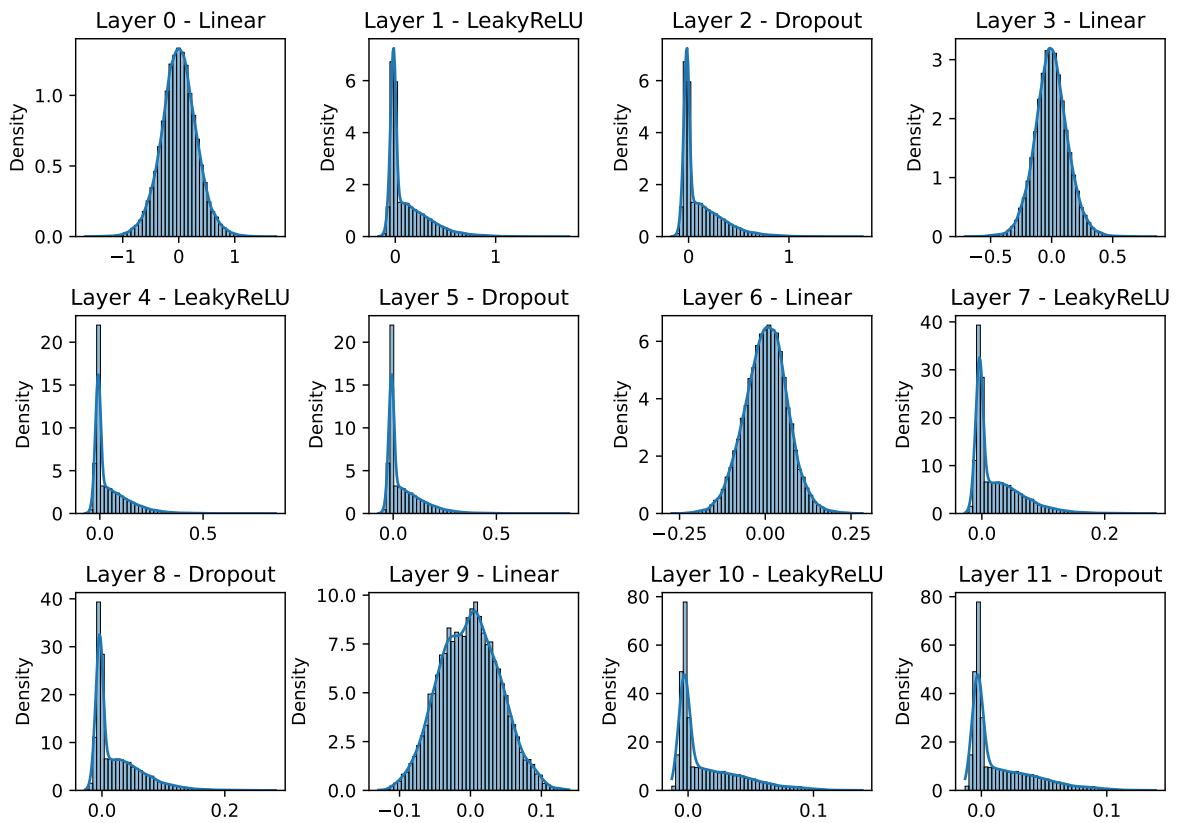 Layer 0 - Linear
Density
0.0
0.5
1.0
−1 0 1
Layer 1 - LeakyReLU
Density
0
2
4
6
0 1
Layer 2 - Dropout
Density
0
2
4
6
0 1
Layer 3 - Linear
Density
0
1
2
3
−0.5 0.0 0.5
Layer 4 - LeakyReLU
Density
0
5
10
15
20
0.0 0.5
Layer 5 - Dropout
Density
0
5
10
15
20
0.0 0.5
Layer 6 - Linear
Density
0
2
4
6
−0.25 0.00 0.25
Layer 7 - LeakyReLU
Density
0
10
20
30
40
0.0 0.2
Layer 8 - Dropout
Density
0
10
20
30
40
0.0 0.2
Layer 9 - Linear
Density
0.0
2.5
5.0
7.5
10.0
−0.1 0.0 0.1
Layer 10 - LeakyReLU
Density
0
20
40
60
80
0.0 0.1
Layer 11 - Dropout
Density
0
20
40
60
80
0.0 0.1